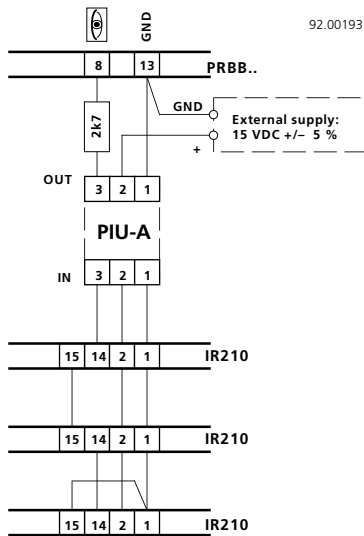 GND
92.00193
8 13 PRBB..
2k7
GND
External supply:
15 VDC +/– 5 %
+
OUT
3 2 1
PIU-A
IN
3 2 1
15 14 2 1 IR210
15 14 2 1 IR210
15 14 2 1 IR210